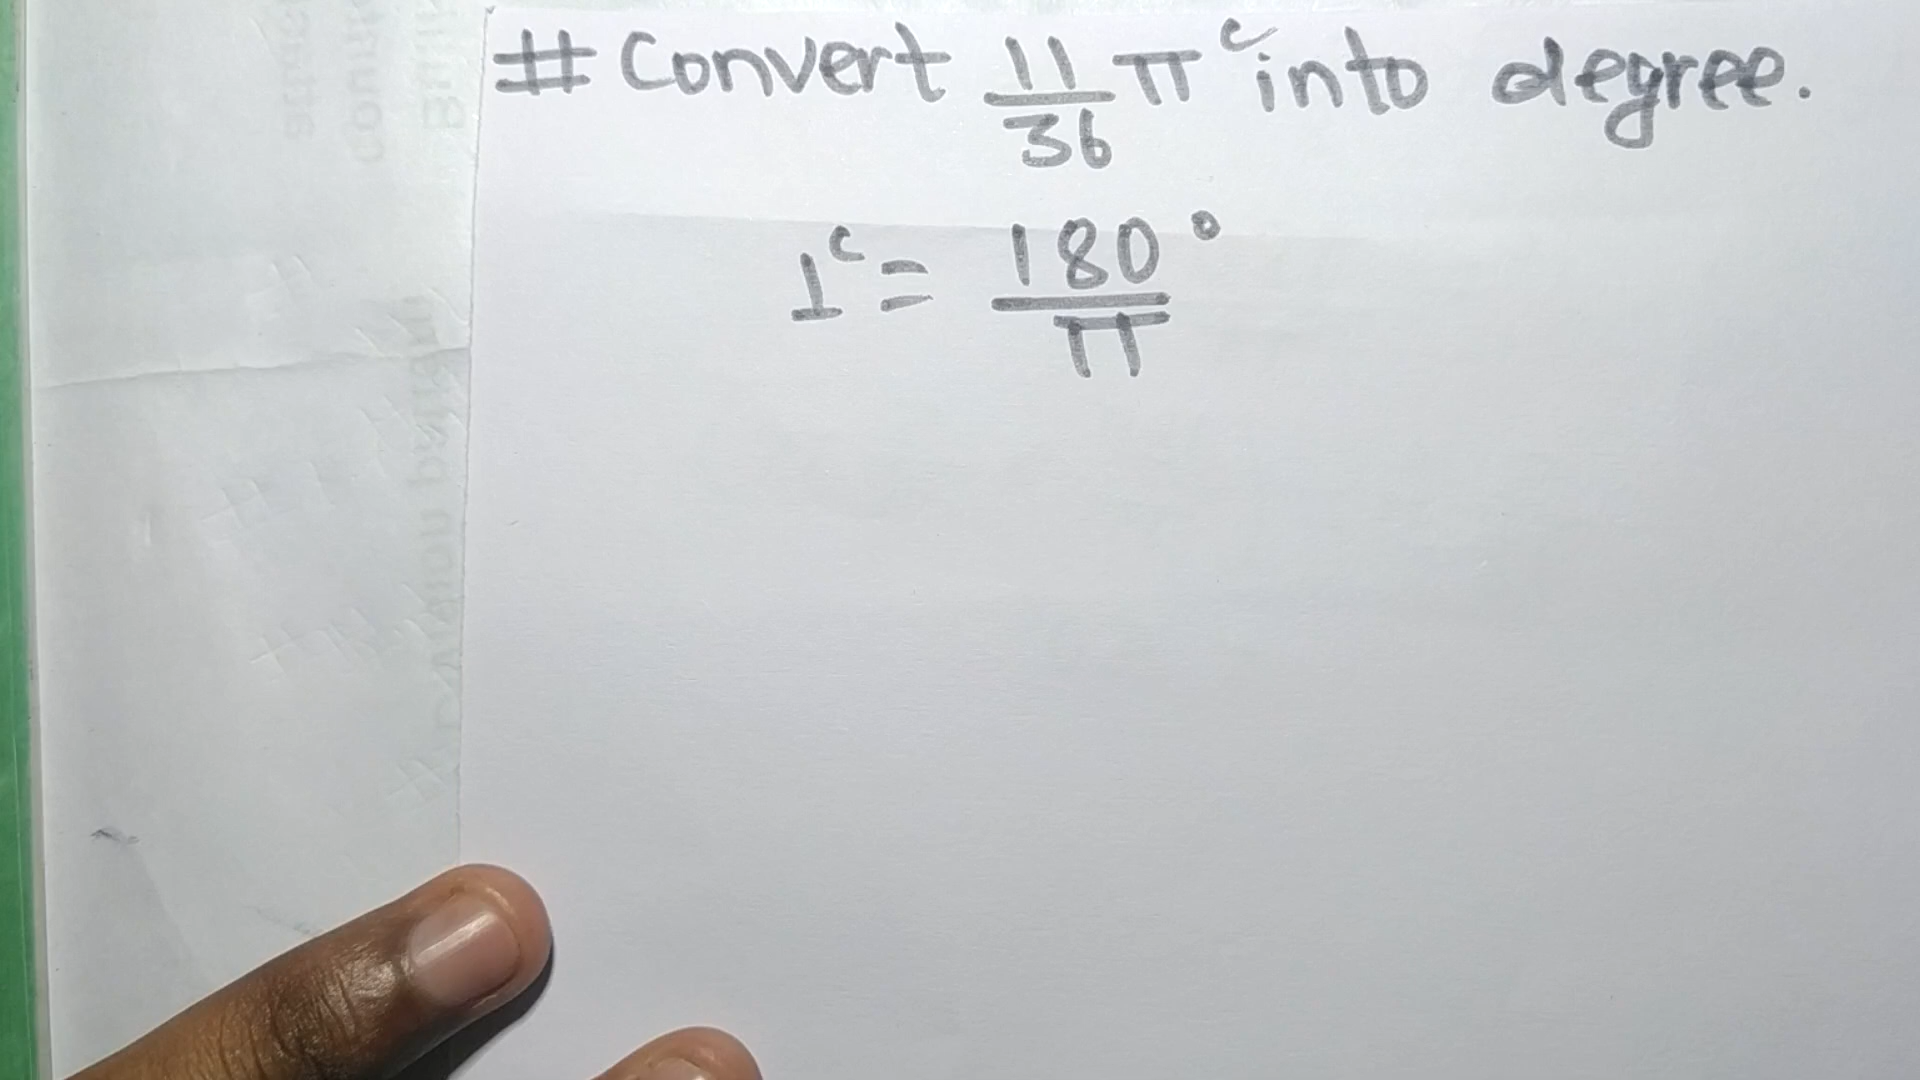 # Convert 11/36 π^c into degree.
1^c = 180°/π